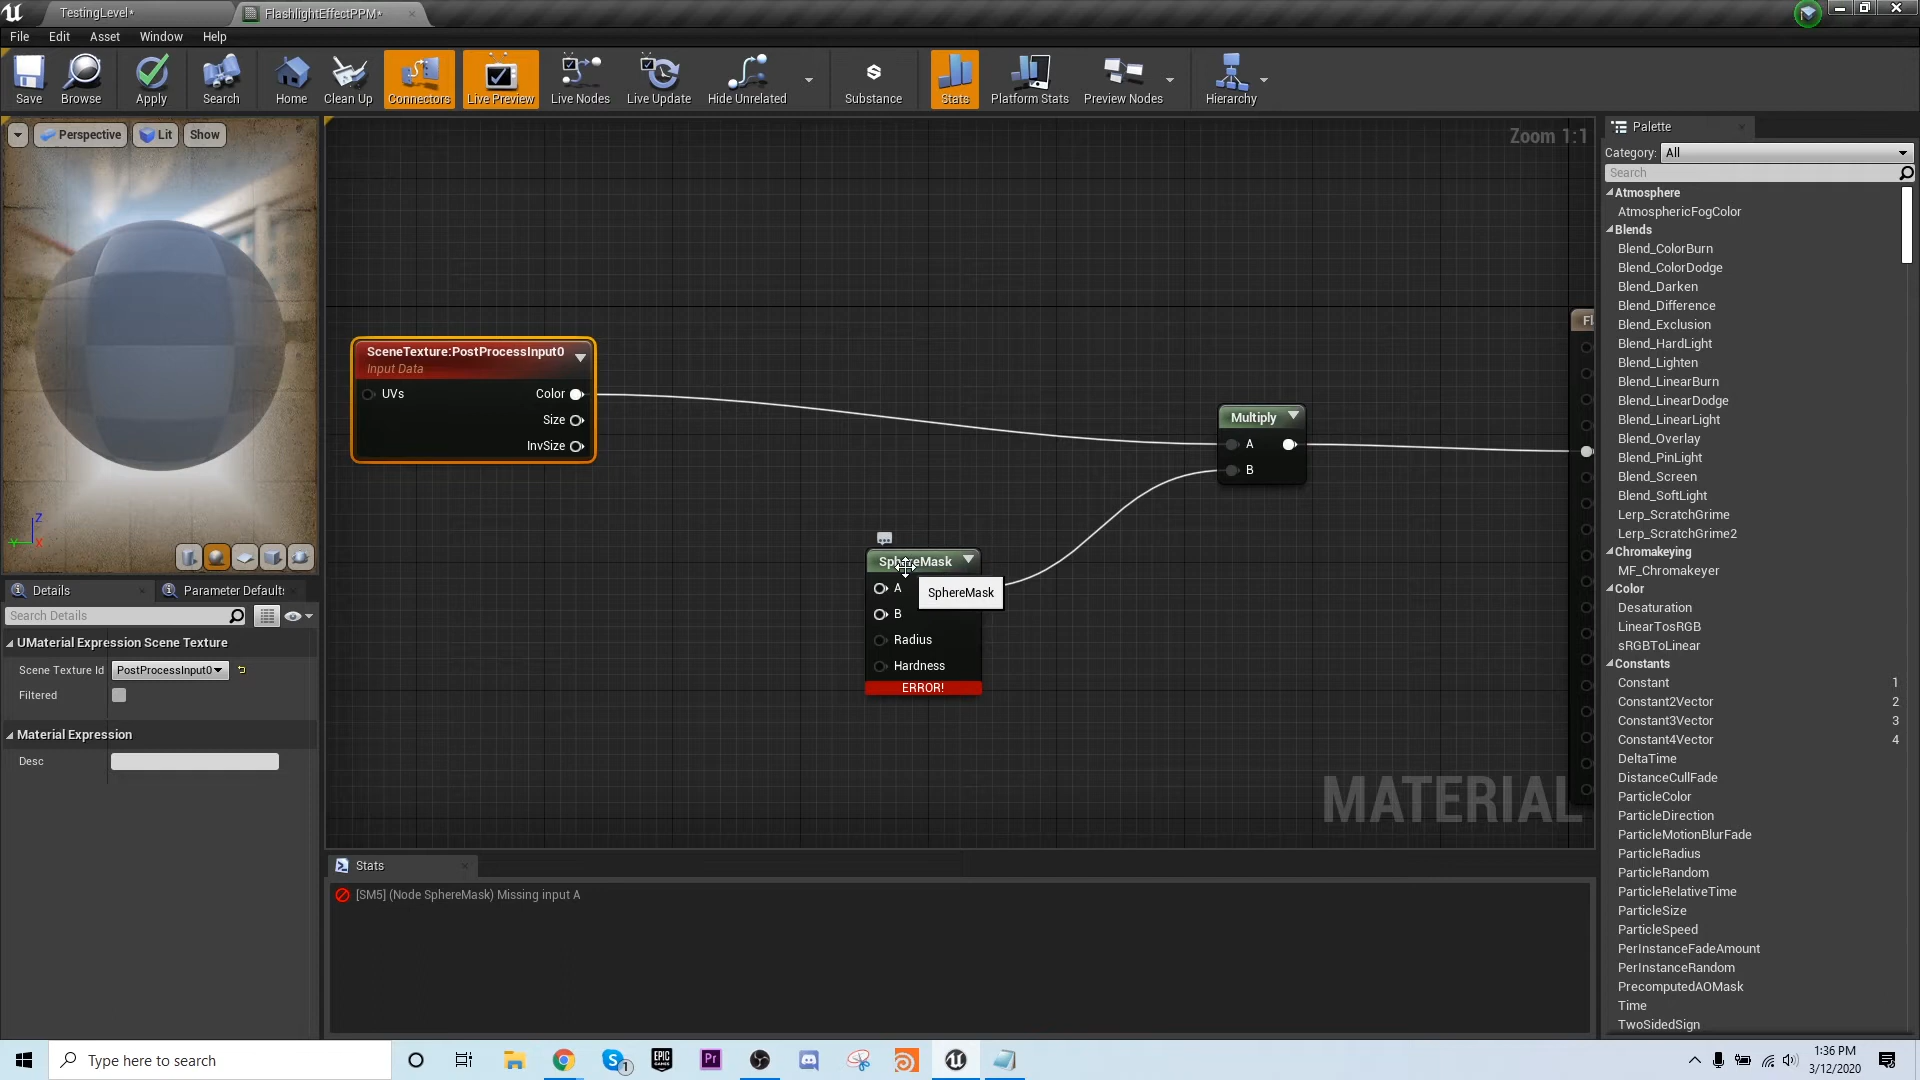 TestingLevel*
FlashlightEffectPPM*
File Edit Asset Window Help
Save Browse Apply Search Home Clean Up Connectors Live Preview Live Nodes Live Update Hide Unrelated Substance Stats Platform Stats Preview Nodes Hierarchy
Perspective Lit Show
Zoom 1:1
SceneTexture:PostProcessInput0
Input Data
UVs Color
Size
InvSize
Multiply
A
B
SphereMask
A
SphereMask
B
Radius
Hardness
ERROR!
Fl
MATERIAL
Z
Y
X
Details Parameter Defaults
Search Details
UMaterial Expression Scene Texture
Scene Texture Id PostProcessInput0
Filtered
Material Expression
Desc
Stats
[SM5] (Node SphereMask) Missing input A
Palette
Category: All
Search
Atmosphere
AtmosphericFogColor
Blends
Blend_ColorBurn
Blend_ColorDodge
Blend_Darken
Blend_Difference
Blend_Exclusion
Blend_HardLight
Blend_Lighten
Blend_LinearBurn
Blend_LinearDodge
Blend_LinearLight
Blend_Overlay
Blend_PinLight
Blend_Screen
Blend_SoftLight
Lerp_ScratchGrime
Lerp_ScratchGrime2
Chromakeying
MF_Chromakeyer
Color
Desaturation
LinearTosRGB
sRGBToLinear
Constants
Constant 1
Constant2Vector 2
Constant3Vector 3
Constant4Vector 4
DeltaTime
DistanceCullFade
ParticleColor
ParticleDirection
ParticleMotionBlurFade
ParticleRadius
ParticleRandom
ParticleRelativeTime
ParticleSize
ParticleSpeed
PerInstanceFadeAmount
PerInstanceRandom
PrecomputedAOMask
Time
TwoSidedSign
Type here to search
S 1
EPIC GAMES
Pr
1:36 PM
3/12/2020